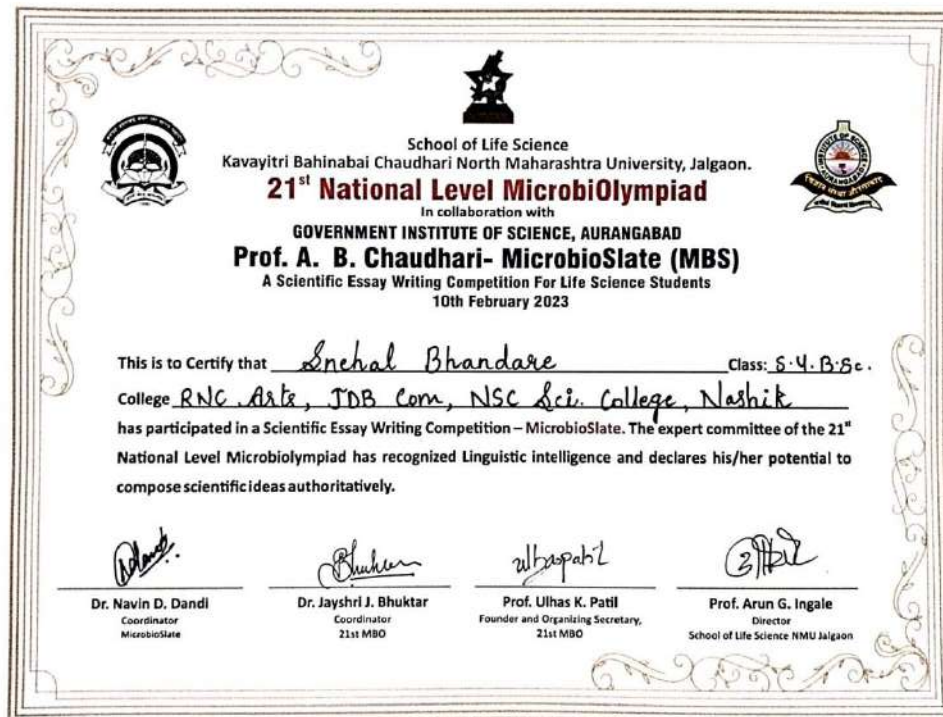 School of Life Science
Kavayitri Bahinabai Chaudhari North Maharashtra University, Jalgaon.
21st National Level MicrobiOlympiad
In collaboration with
GOVERNMENT INSTITUTE OF SCIENCE, AURANGABAD
Prof. A. B. Chaudhari- MicrobioSlate (MBS)
A Scientific Essay Writing Competition For Life Science Students
10th February 2023
INSTITUTE OF SCIENCE
AURANGABAD
This is to Certify that Snehal Bhandare Class: S.Y.B.Sc.
College RNC Arts, JDB Com, NSC Sci. College, Nashik
has participated in a Scientific Essay Writing Competition – MicrobioSlate. The expert committee of the 21st
National Level Microbiolympiad has recognized Linguistic intelligence and declares his/her potential to
compose scientific ideas authoritatively.
ulhaspatil
Dr. Navin D. Dandi
Coordinator
MicrobioSlate
Dr. Jayshri J. Bhuktar
Coordinator
21st MBO
Prof. Ulhas K. Patil
Founder and Organizing Secretary,
21st MBO
Prof. Arun G. Ingale
Director
School of Life Science NMU Jalgaon